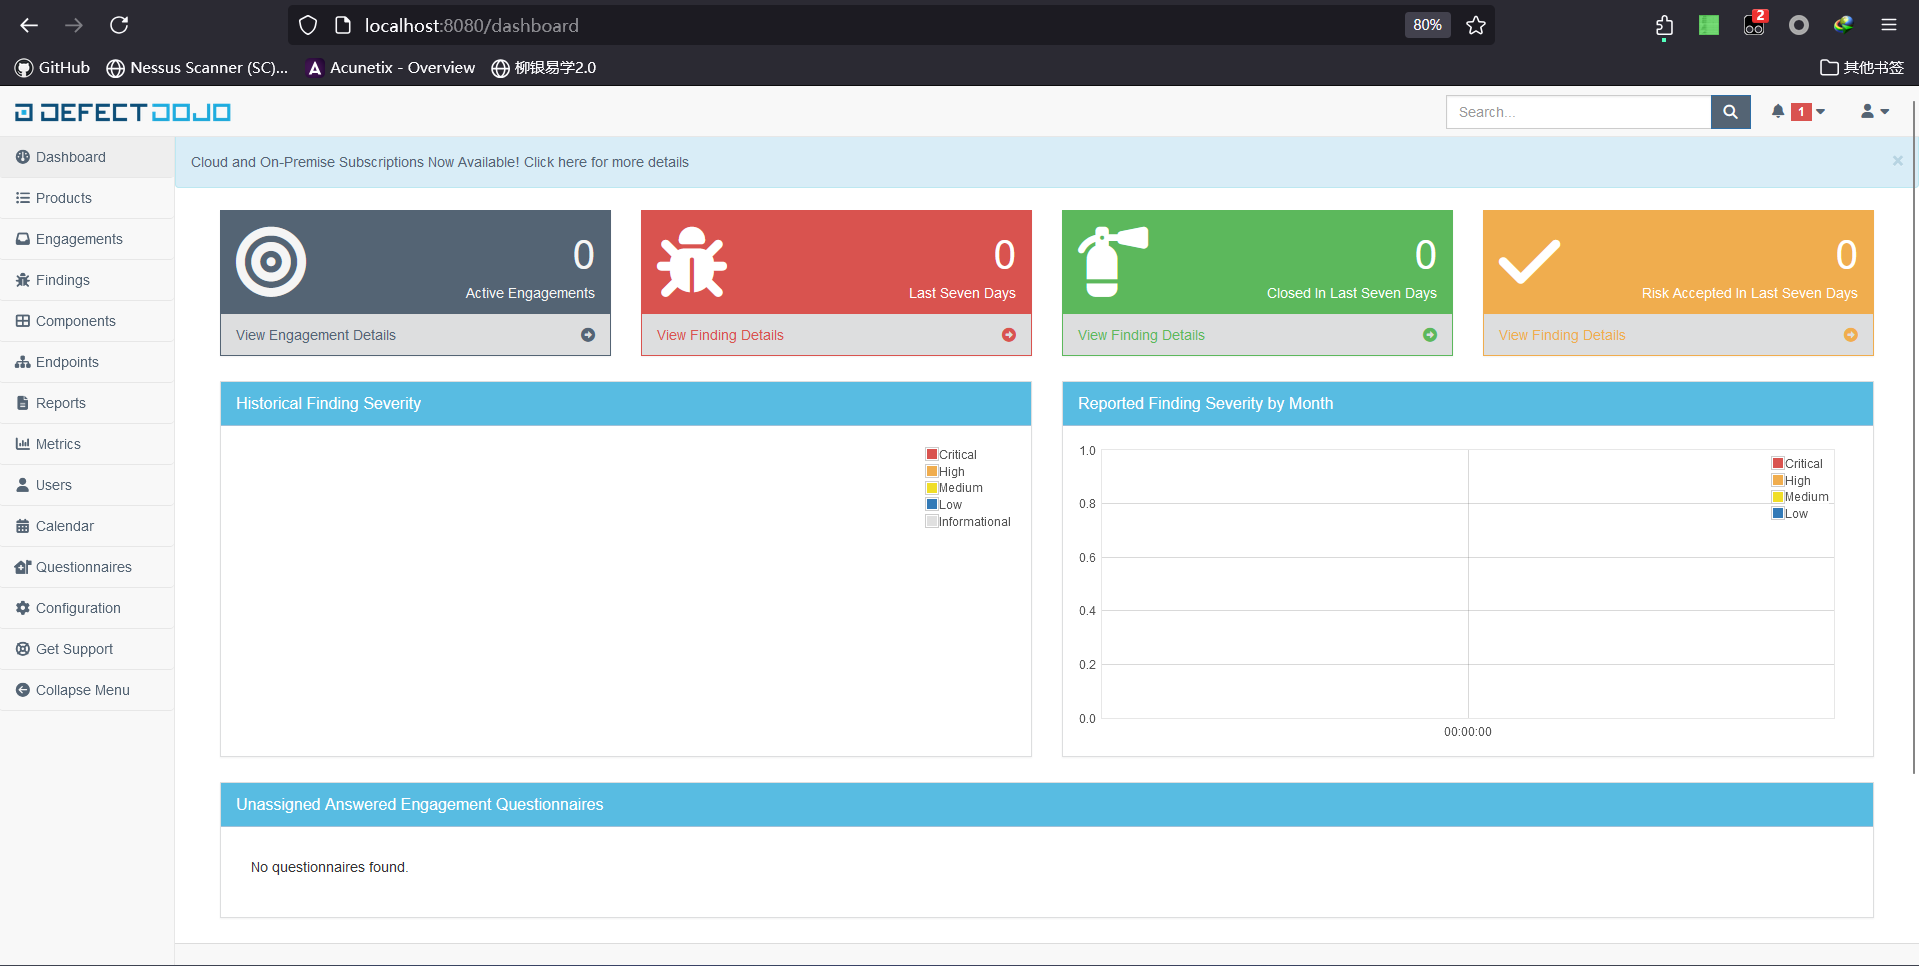 localhost:8080/dashboard
80%
2
GitHub
Nessus Scanner (SC)...
Acunetix - Overview
柳银易学2.0
其他书签
DEFECTDOJO
Search...
1
Dashboard
Products
Engagements
Findings
Components
Endpoints
Reports
Metrics
Users
Calendar
Questionnaires
Configuration
Get Support
Collapse Menu
Cloud and On-Premise Subscriptions Now Available! Click here for more details
×
0
Active Engagements
View Engagement Details
0
Last Seven Days
View Finding Details
0
Closed In Last Seven Days
View Finding Details
0
Risk Accepted In Last Seven Days
View Finding Details
Historical Finding Severity
Critical
High
Medium
Low
Informational
Reported Finding Severity by Month
1.0
0.8
0.6
0.4
0.2
0.0
00:00:00
Critical
High
Medium
Low
Unassigned Answered Engagement Questionnaires
No questionnaires found.